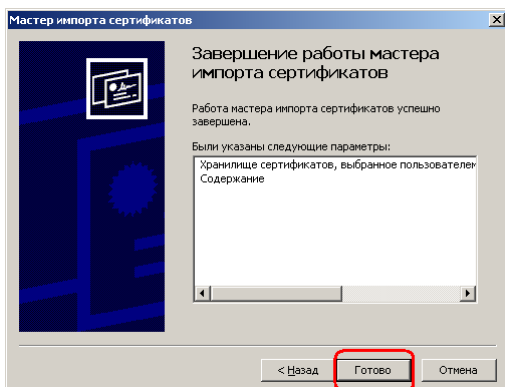 Мастер импорта сертификатов
Завершение работы мастера
импорта сертификатов
Работа мастера импорта сертификатов успешно
завершена.
Были указаны следующие параметры:
Хранилище сертификатов, выбранное пользователем
Содержание
< Назад
Готово
Отмена